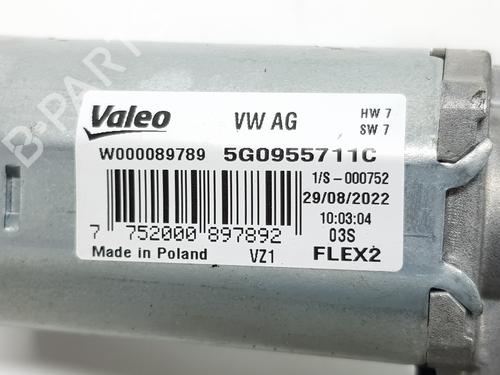 Valeo VW AG HW 7
SW 7
W000089789 5G0955711C
1/S-000752
29/08/2022
10:03:04
7 752000 897892 03S
Made in Poland VZ1 FLEX2
B-PARTS